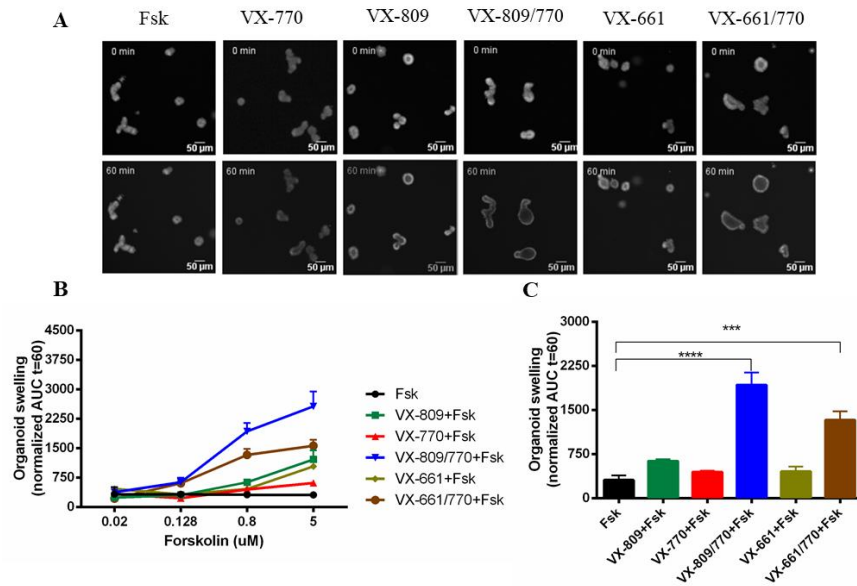 A Fsk VX-770 VX-809 VX-809/770 VX-661 VX-661/770
0 min 0 min 0 min 0 min 0 min 0 min
50 µm 50 µm 50 µm 50 µm 50 µm 50 µm
60 min 60 min 60 min 60 min 60 min 60 min
50 µm 50 µm 50 µm 50 µm 50 µm 50 µm
B
Organoid swelling
(normalized AUC t=60)
4500
3750
3000
2250
1500
750
0
0.02 0.128 0.8 5
Forskolin (uM)
Fsk
VX-809+Fsk
VX-770+Fsk
VX-809/770+Fsk
VX-661+Fsk
VX-661/770+Fsk
C
Organoid swelling
(normalized AUC t=60)
3000
2250
1500
750
0
***
****
Fsk
VX-809+Fsk
VX-770+Fsk
VX-809/770+Fsk
VX-661+Fsk
VX-661/770+Fsk